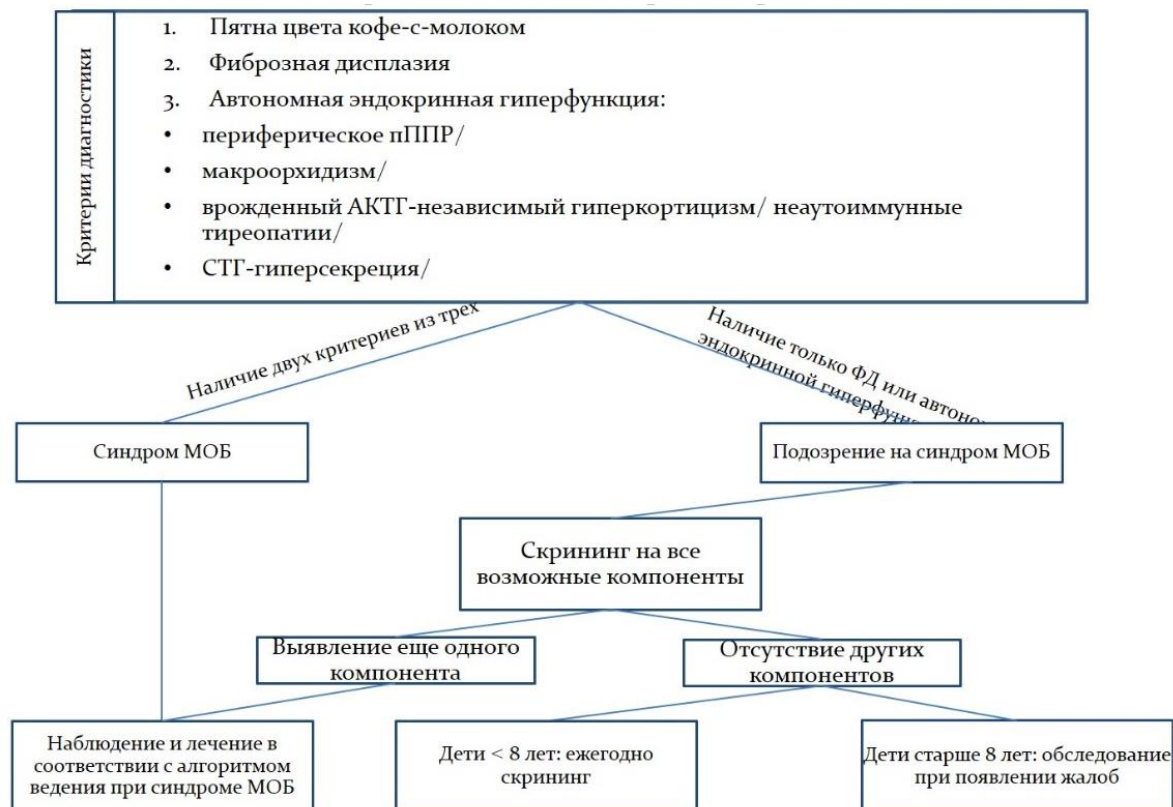 Критерии диагностики
1. Пятна цвета кофе-с-молоком
2. Фиброзная дисплазия
3. Автономная эндокринная гиперфункция:
• периферическое пППР/
• макроорхидизм/
• врожденный АКТГ-независимый гиперкортицизм/ неаутоиммунные
тиреопатии/
• СТГ-гиперсекреция/
Наличие двух критериев из трех
Наличие только ФД или
эндокринной
Синдром МОБ
Подозрение на синдром МОБ
Скрининг на все
возможные компоненты
Выявление еще одного
компонента
Отсутствие других
компонентов
Наблюдение и лечение в
соответствии с алгоритмом
ведения при синдроме МОБ
Дети < 8 лет: ежегодно
скрининг
Дети старше 8 лет: обследование
при появлении жалоб